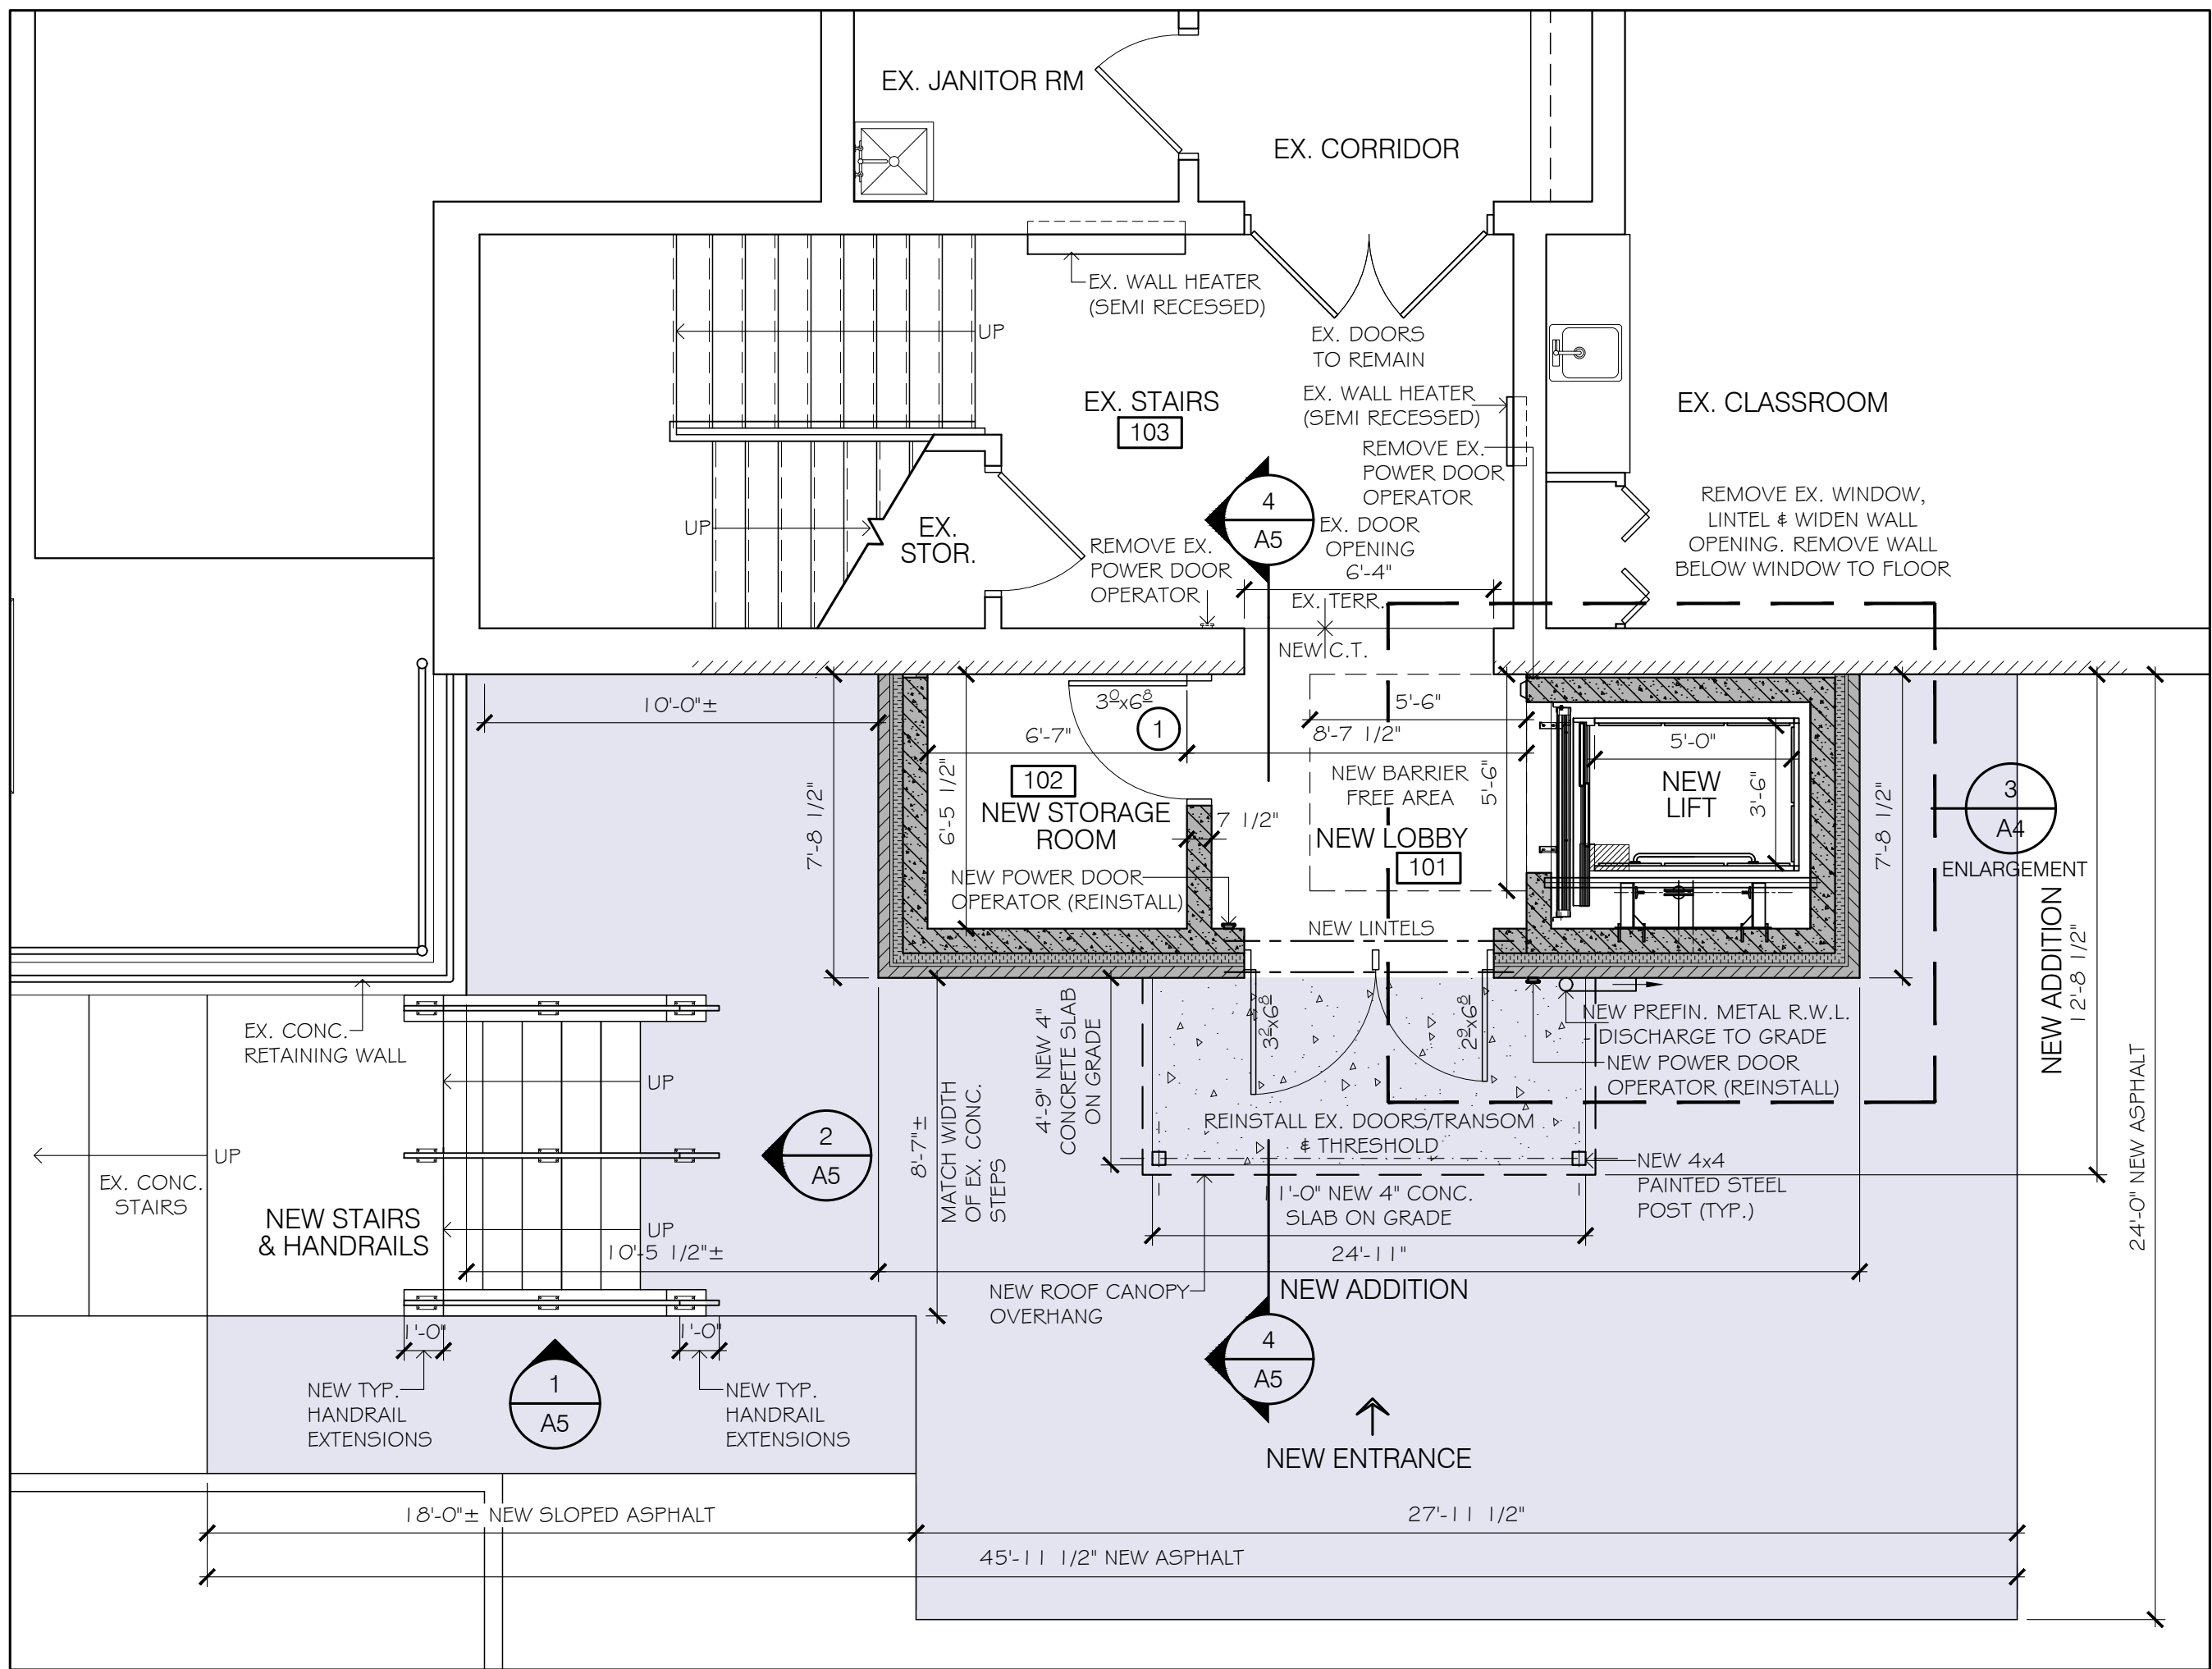 EX. JANITOR RM
EX. CORRIDOR
EX. WALL HEATER
(SEMI RECESSED)
UP
EX. DOORS
TO REMAIN
EX. WALL HEATER
(SEMI RECESSED)
EX. STAIRS
103
EX. CLASSROOM
REMOVE EX.
POWER DOOR
OPERATOR
4
A5
EX. DOOR
OPENING
6'-4"
REMOVE EX. WINDOW,
LINTEL & WIDEN WALL
OPENING. REMOVE WALL
BELOW WINDOW TO FLOOR
UP
EX.
STOR.
REMOVE EX.
POWER DOOR
OPERATOR
EX. TERR.
NEW C.T.
10'-0"±
3⁰x6⁸
1
5'-6"
6'-7"
8'-7 1/2"
5'-0"
7'-8 1/2"
6'-5 1/2"
102
NEW STORAGE
ROOM
7 1/2"
NEW BARRIER
FREE AREA
5'-6"
NEW LOBBY
101
NEW
LIFT
3'-6"
7'-8 1/2"
3
A4
ENLARGEMENT
NEW POWER DOOR
OPERATOR (REINSTALL)
NEW LINTELS
NEW ADDITION
12'-8 1/2"
EX. CONC.
RETAINING WALL
4'-9" NEW 4"
CONCRETE SLAB
ON GRADE
3²x6⁸
2⁹x6⁸
NEW PREFIN. METAL R.W.L.
- DISCHARGE TO GRADE
NEW POWER DOOR
OPERATOR (REINSTALL)
24'-0" NEW ASPHALT
UP
UP
EX. CONC.
STAIRS
2
A5
8'-7"±
MATCH WIDTH
OF EX. CONC.
STEPS
REINSTALL EX. DOORS/TRANSOM
& THRESHOLD
NEW 4x4
PAINTED STEEL
POST (TYP.)
NEW STAIRS
& HANDRAILS
UP
10'-5 1/2"±
11'-0" NEW 4" CONC.
SLAB ON GRADE
24'-11"
NEW ROOF CANOPY
OVERHANG
NEW ADDITION
1'-0"
1'-0"
NEW TYP.
HANDRAIL
EXTENSIONS
1
A5
NEW TYP.
HANDRAIL
EXTENSIONS
4
A5
NEW ENTRANCE
18'-0"± NEW SLOPED ASPHALT
27'-11 1/2"
45'-11 1/2" NEW ASPHALT